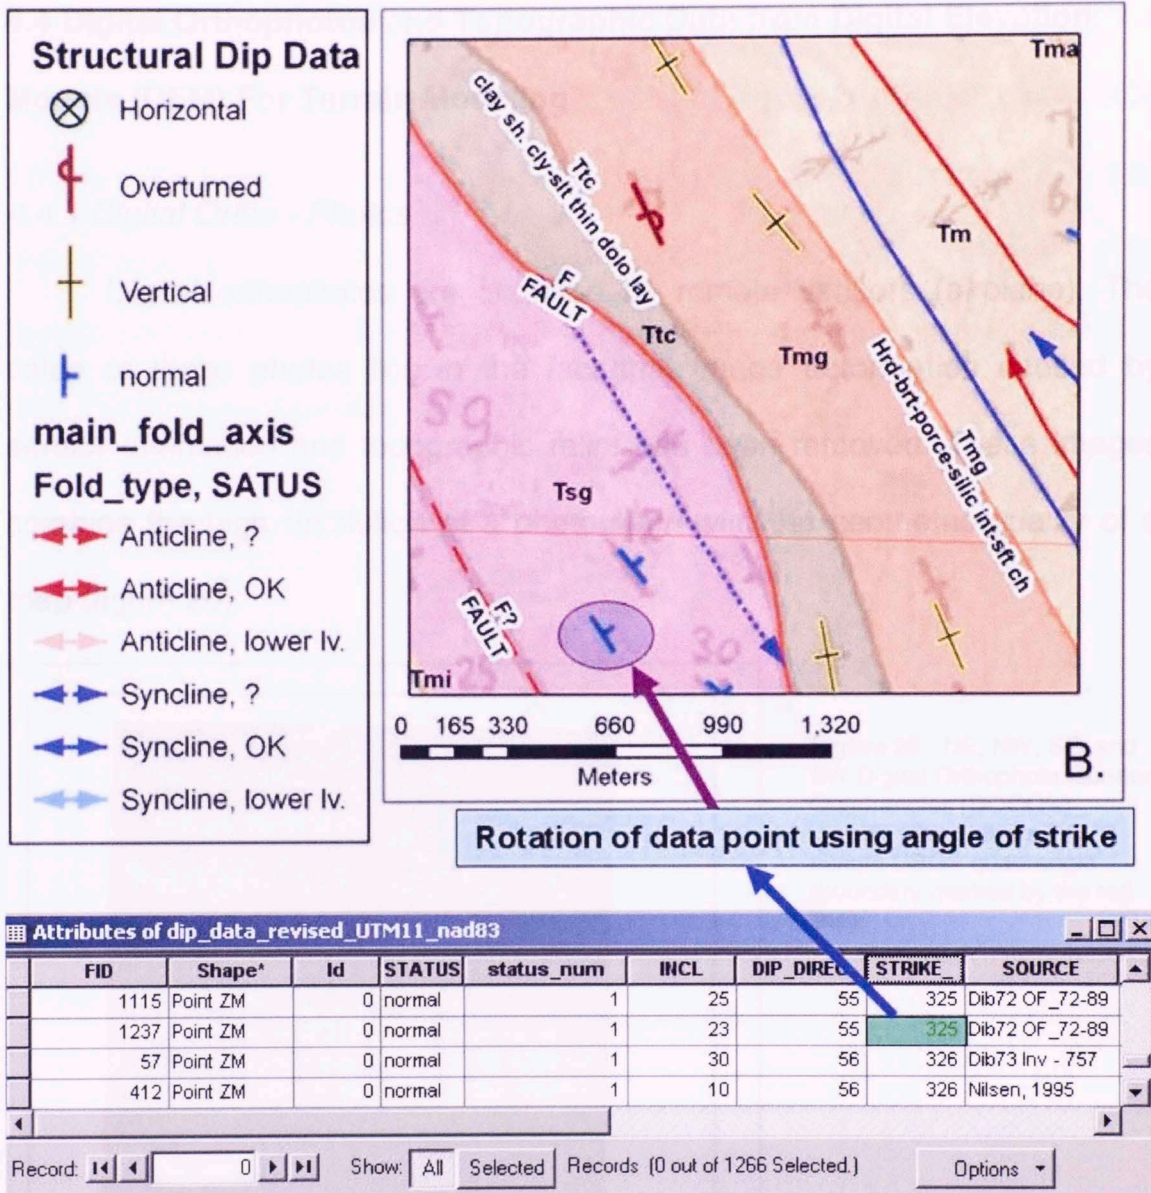 Structural Dip Data
Horizontal
Overturned
Vertical
normal
main_fold_axis
Fold_type, SATUS
Anticline, ?
Anticline, OK
Anticline, lower lv.
Syncline, ?
Syncline, OK
Syncline, lower lv.
Tma
Ttc
clay sh. cly-slt thin dolo lay
F.
FAULT
Ttc
Tm
Tmg
Tmg
Hrd-brt-porce-silic int-sft ch
Sg
Tsg
12
F?
FAULT
30
25
Tmi
0 165 330 660 990 1,320
Meters
B.
Rotation of data point using angle of strike
Attributes of dip_data_revised_UTM11_nad83
FID Shape* Id STATUS status_num INCL DIP_DIREC STRIKE_ SOURCE
1115 Point ZM 0 normal 1 25 55 325 Dib72 OF_72-89
1237 Point ZM 0 normal 1 23 55 325 Dib72 OF_72-89
57 Point ZM 0 normal 1 30 56 326 Dib73 Inv - 757
412 Point ZM 0 normal 1 10 56 326 Nilsen, 1995
Record: 0 Show: All Selected Records (0 out of 1266 Selected.) Options